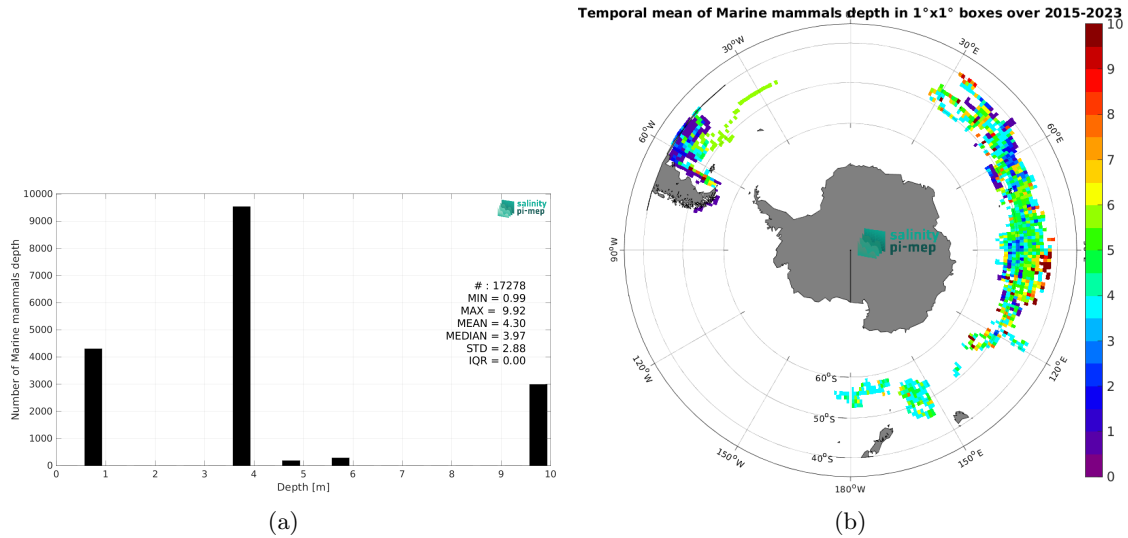 Temporal mean of Marine mammals depth in 1°x1° boxes over 2015-2023
10000
9000
8000
7000
6000
5000
4000
3000
2000
1000
0
Number of Marine mammals depth
0 1 2 3 4 5 6 7 8 9 10
Depth [m]
salinity
pi-mep
# : 17278
MIN = 0.99
MAX = 9.92
MEAN = 4.30
MEDIAN = 3.97
STD = 2.88
IQR = 0.00
(a)
30°W
0°
30°E
60°W
60°E
90°W
120°W
120°E
150°W
150°E
180°W
60°S
50°S
40°S
salinity
pi-mep
10
9
8
7
6
5
4
3
2
1
0
(b)